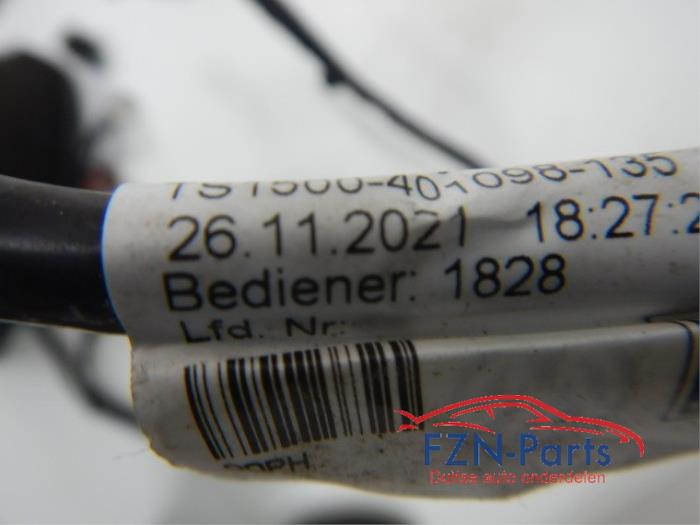 26.11.2021 18:27:2
Bediener: 1828
Lfd. Nr:
FZN-Parts
Duitse auto onderdelen